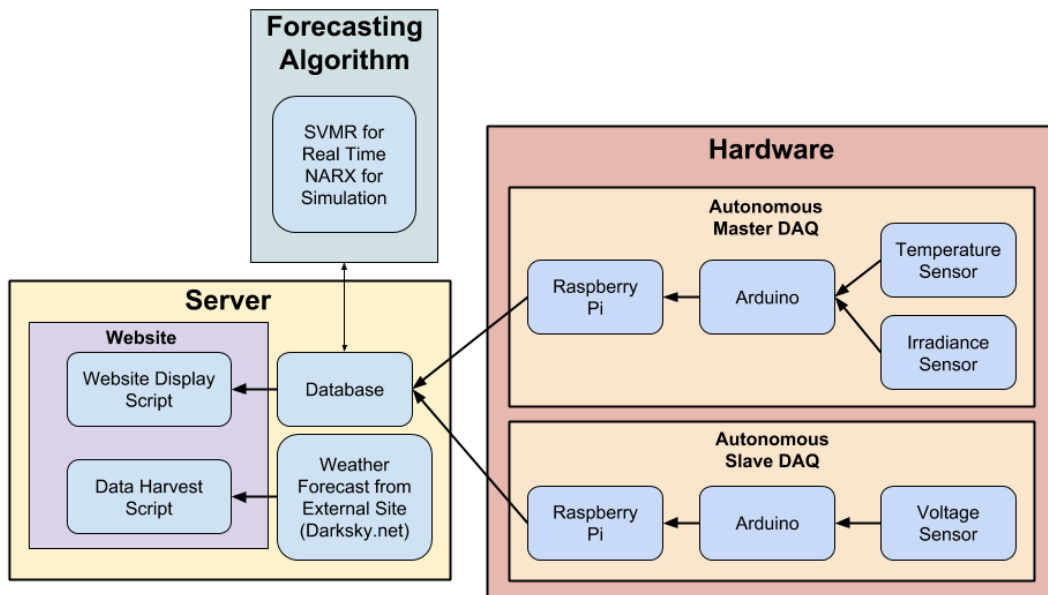 Forecasting
Algorithm
SVMR for
Real Time
NARX for
Simulation
Server
Website
Website Display
Script
Database
Data Harvest
Script
Weather
Forecast from
External Site
(Darksky.net)
Hardware
Autonomous
Master DAQ
Raspberry
Pi
Arduino
Temperature
Sensor
Irradiance
Sensor
Autonomous
Slave DAQ
Raspberry
Pi
Arduino
Voltage
Sensor